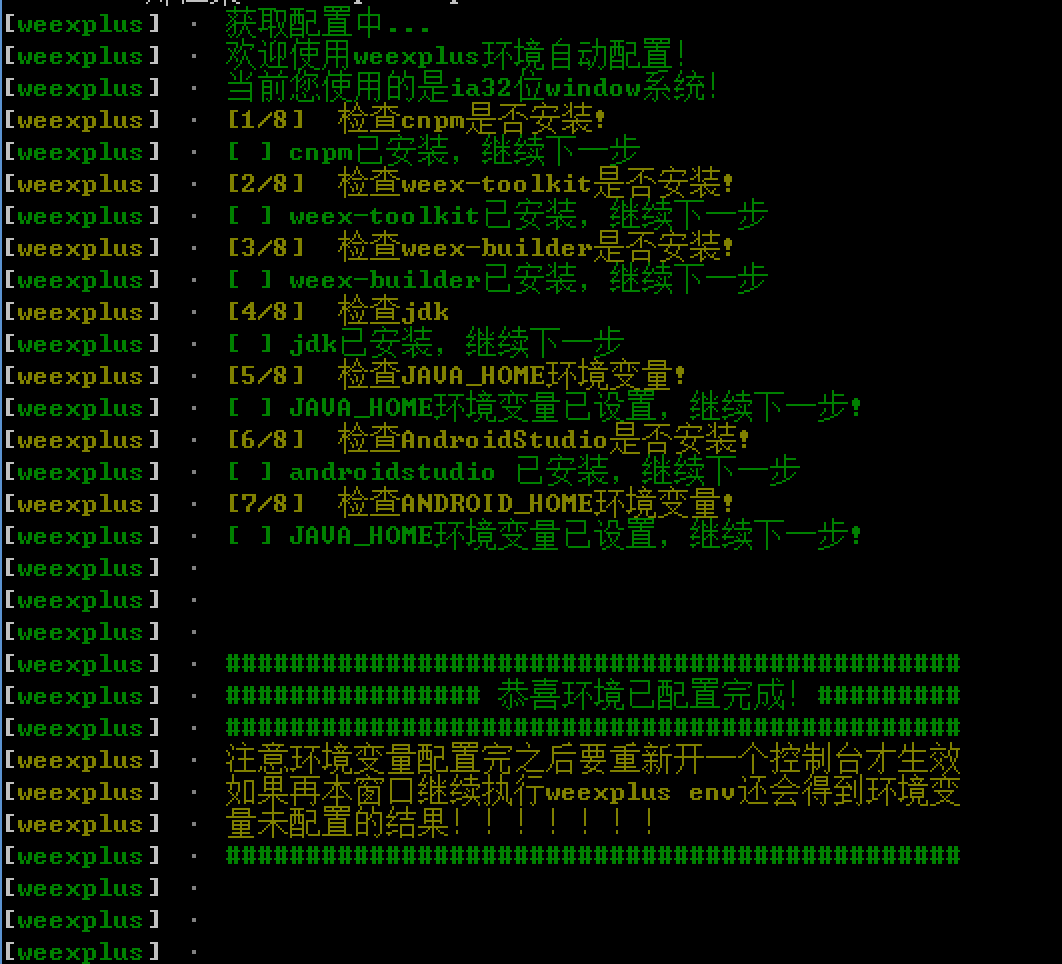 [weexplus] · 获取配置中...
[weexplus] · 欢迎使用weexplus环境自动配置!
[weexplus] · 当前您使用的是ia32位window系统!
[weexplus] · [1/8] 检查cnpm是否安装!
[weexplus] · [ ] cnpm已安装，继续下一步
[weexplus] · [2/8] 检查weex-toolkit是否安装!
[weexplus] · [ ] weex-toolkit已安装，继续下一步
[weexplus] · [3/8] 检查weex-builder是否安装!
[weexplus] · [ ] weex-builder已安装，继续下一步
[weexplus] · [4/8] 检查jdk
[weexplus] · [ ] jdk已安装，继续下一步
[weexplus] · [5/8] 检查JAVA_HOME环境变量!
[weexplus] · [ ] JAVA_HOME环境变量已设置，继续下一步!
[weexplus] · [6/8] 检查AndroidStudio是否安装!
[weexplus] · [ ] androidstudio 已安装，继续下一步
[weexplus] · [7/8] 检查ANDROID_HOME环境变量!
[weexplus] · [ ] JAVA_HOME环境变量已设置，继续下一步!
[weexplus] ·
[weexplus] ·
[weexplus] ·
[weexplus] · ##############################################
[weexplus] · ################ 恭喜环境已配置完成! #########
[weexplus] · ##############################################
[weexplus] · 注意环境变量配置完之后要重新开一个控制台才生效
[weexplus] · 如果再本窗口继续执行weexplus env还会得到环境变
[weexplus] · 量未配置的结果！！！！！！！
[weexplus] · ##############################################
[weexplus] ·
[weexplus] ·
[weexplus] ·